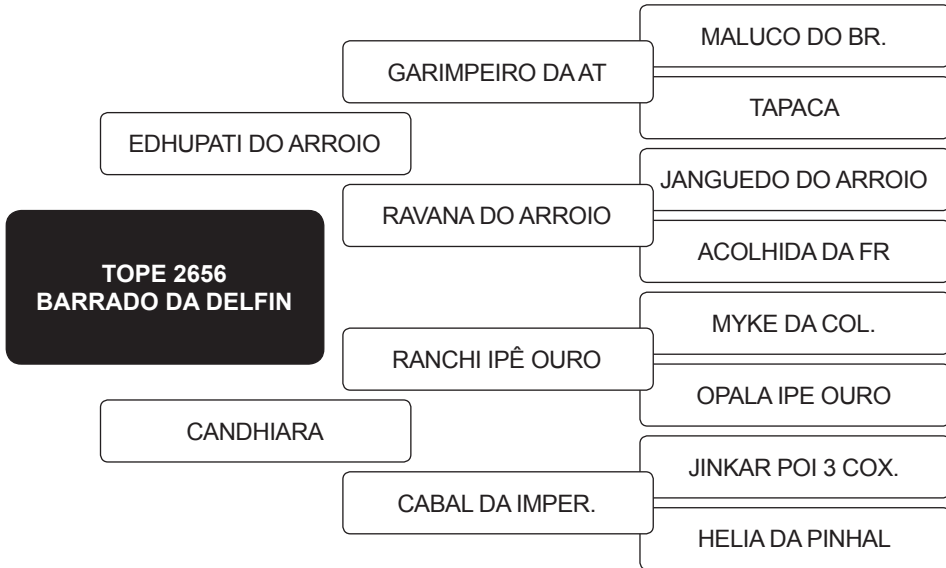 MALUCO DO BR.
GARIMPEIRO DA AT
TAPACA
EDHUPATI DO ARROIO
JANGUEDO DO ARROIO
RAVANA DO ARROIO
ACOLHIDA DA FR
TOPE 2656
BARRADO DA DELFIN
MYKE DA COL.
RANCHI IPÊ OURO
OPALA IPE OURO
CANDHIARA
JINKAR POI 3 COX.
CABAL DA IMPER.
HELIA DA PINHAL